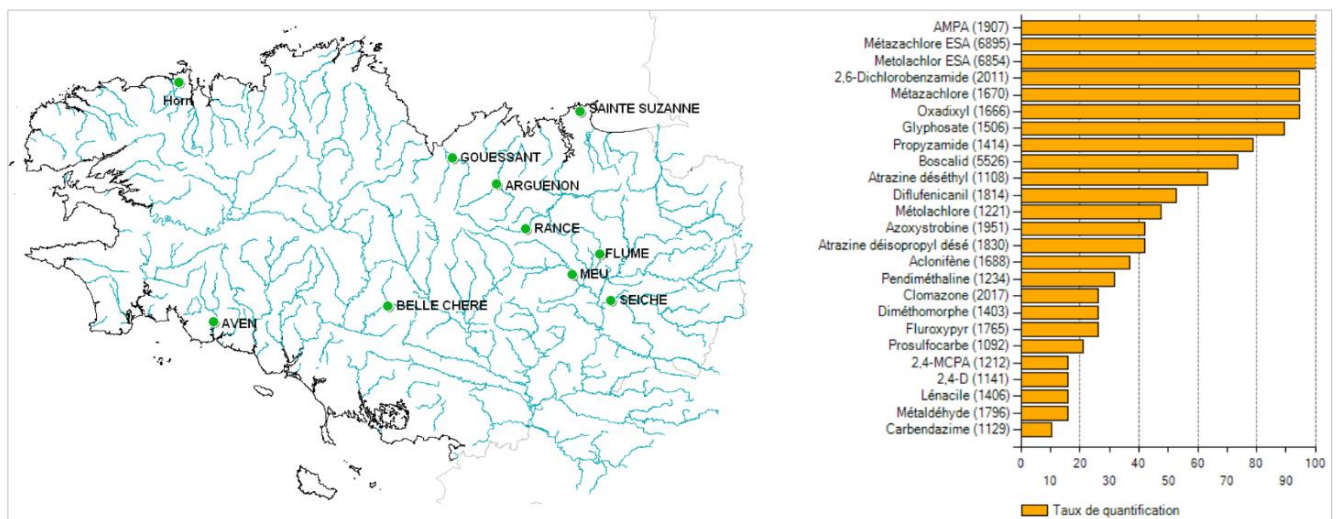 Horn
SAINTE SUZANNE
GOUESSANT
ARGUENON
RANCE
FLUME
MEU
SEICHE
BELLE CHERE
AVEN
AMPA (1907)
Métazachlore ESA (6895)
Metolachlor ESA (6854)
2,6-Dichlorobenzamide (2011)
Métazachlore (1670)
Oxadixyl (1666)
Glyphosate (1506)
Propyzamide (1414)
Boscalid (5526)
Atrazine déséthyl (1108)
Diflufenicanil (1814)
Métolachlore (1221)
Azoxystrobine (1951)
Atrazine déisopropyl désé (1830)
Aclonifène (1688)
Pendiméthaline (1234)
Clomazone (2017)
Diméthomorphe (1403)
Fluroxypyr (1765)
Prosulfocarbe (1092)
2,4-MCPA (1212)
2,4-D (1141)
Lénacile (1406)
Métaldéhyde (1796)
Carbendazime (1129)
0 20 40 60 80 100
10 30 50 70 90
Taux de quantification